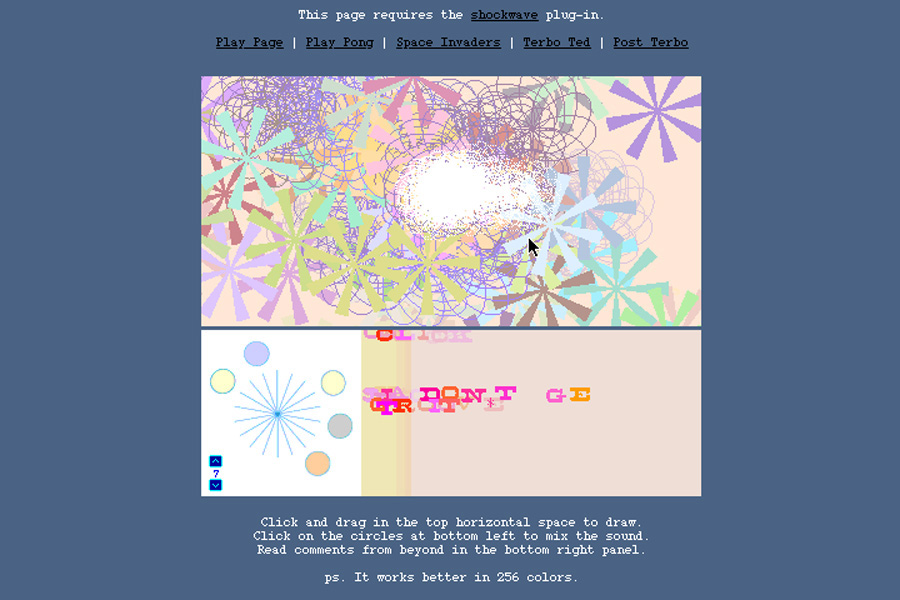 This page requires the shockwave plug-in.
Play Page | Play Pong | Space Invaders | Terbo Ted | Post Terbo
DON'T GE
7
Click and drag in the top horizontal space to draw.
Click on the circles at bottom left to mix the sound.
Read comments from beyond in the bottom right panel.
ps. It works better in 256 colors.